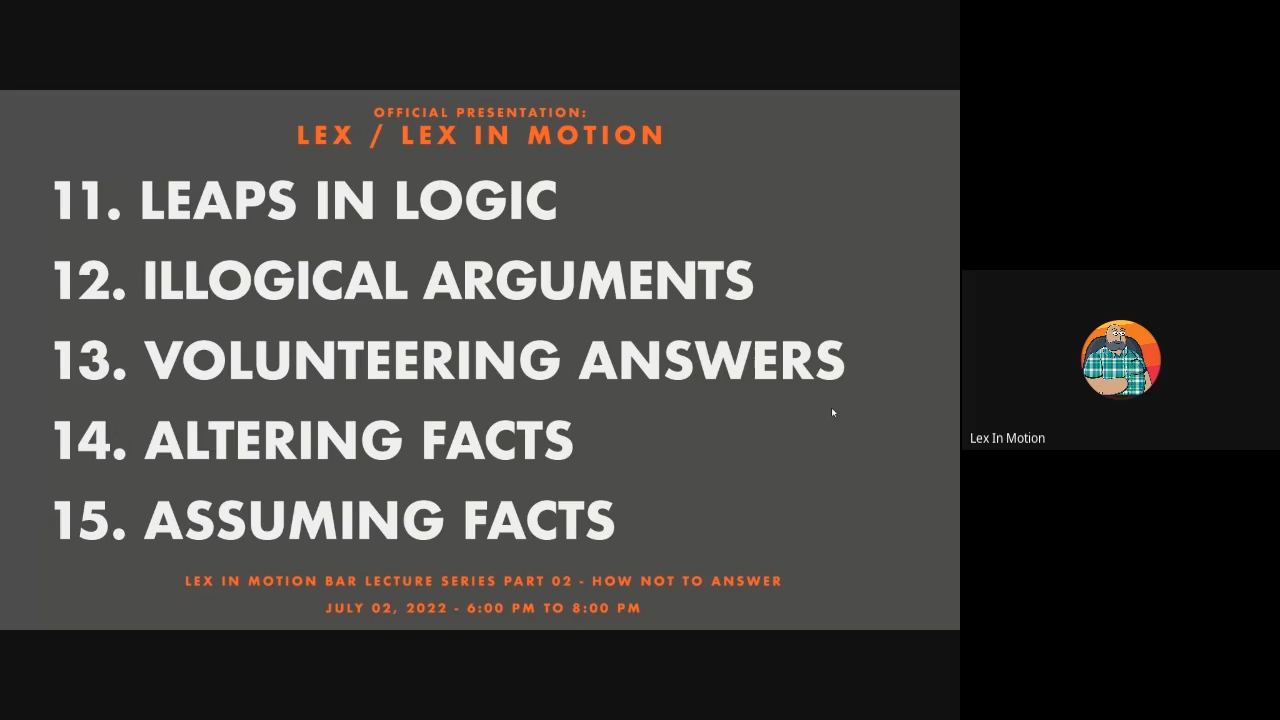 OFFICIAL PRESENTATION:
LEX / LEX IN MOTION
11. LEAPS IN LOGIC
12. ILLOGICAL ARGUMENTS
13. VOLUNTEERING ANSWERS
14. ALTERING FACTS
15. ASSUMING FACTS
LEX IN MOTION BAR LECTURE SERIES PART 02 - HOW NOT TO ANSWER
JULY 02, 2022 - 6:00 PM TO 8:00 PM
Lex In Motion